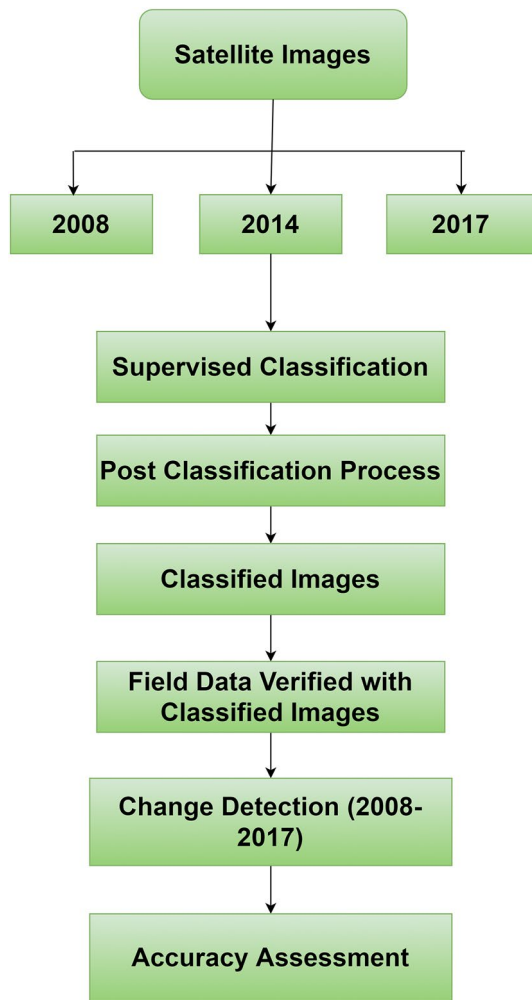 Satellite Images
2008
2014
2017
Supervised Classification
Post Classification Process
Classified Images
Field Data Verified with
Classified Images
Change Detection (2008-
2017)
Accuracy Assessment